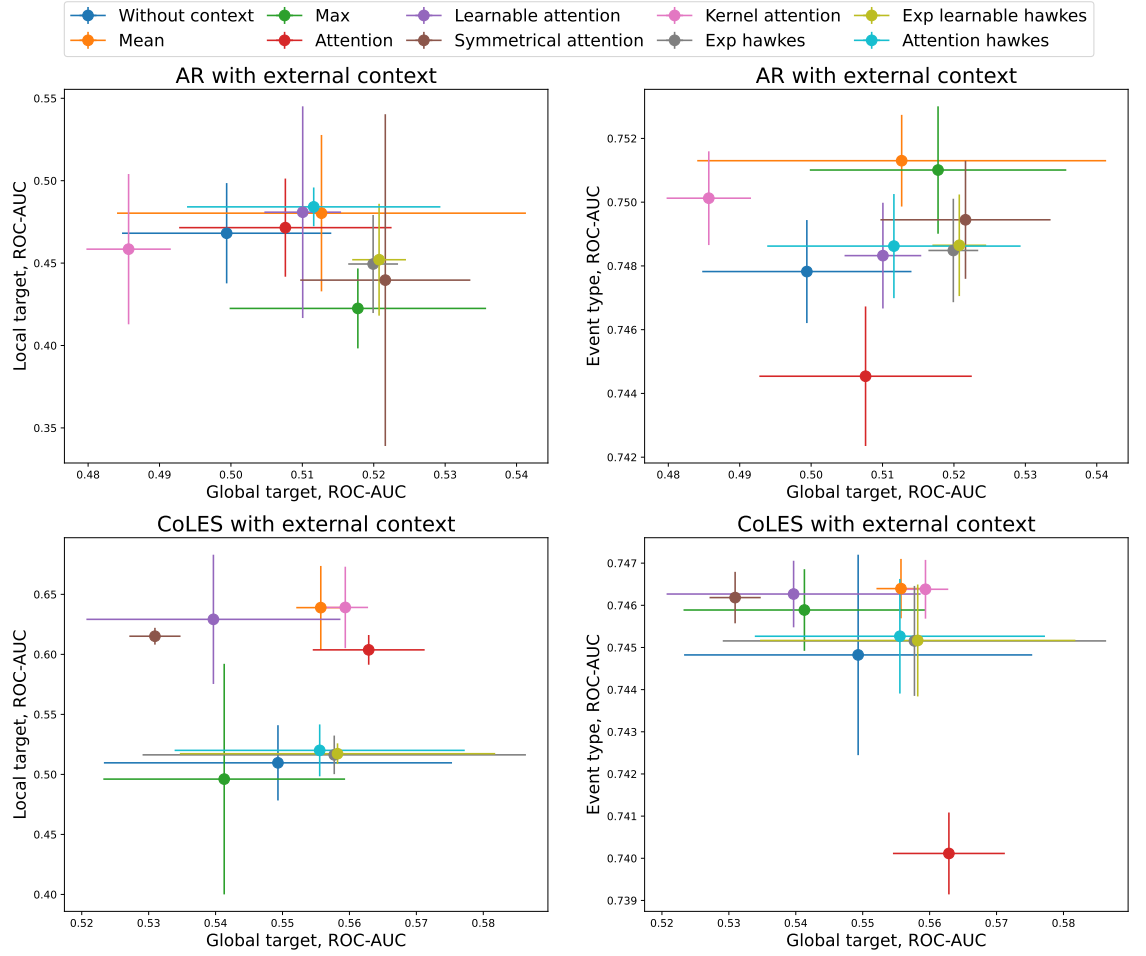 Without context Max Learnable attention Kernel attention Exp learnable hawkes
Mean Attention Symmetrical attention Exp hawkes Attention hawkes
AR with external context
Local target, ROC-AUC
0.55
0.50
0.45
0.40
0.35
0.48 0.49 0.50 0.51 0.52 0.53 0.54
Global target, ROC-AUC
AR with external context
Event type, ROC-AUC
0.752
0.750
0.748
0.746
0.744
0.742
0.48 0.49 0.50 0.51 0.52 0.53 0.54
Global target, ROC-AUC
CoLES with external context
Local target, ROC-AUC
0.65
0.60
0.55
0.50
0.45
0.40
0.52 0.53 0.54 0.55 0.56 0.57 0.58
Global target, ROC-AUC
CoLES with external context
Event type, ROC-AUC
0.747
0.746
0.745
0.744
0.743
0.742
0.741
0.740
0.739
0.52 0.53 0.54 0.55 0.56 0.57 0.58
Global target, ROC-AUC